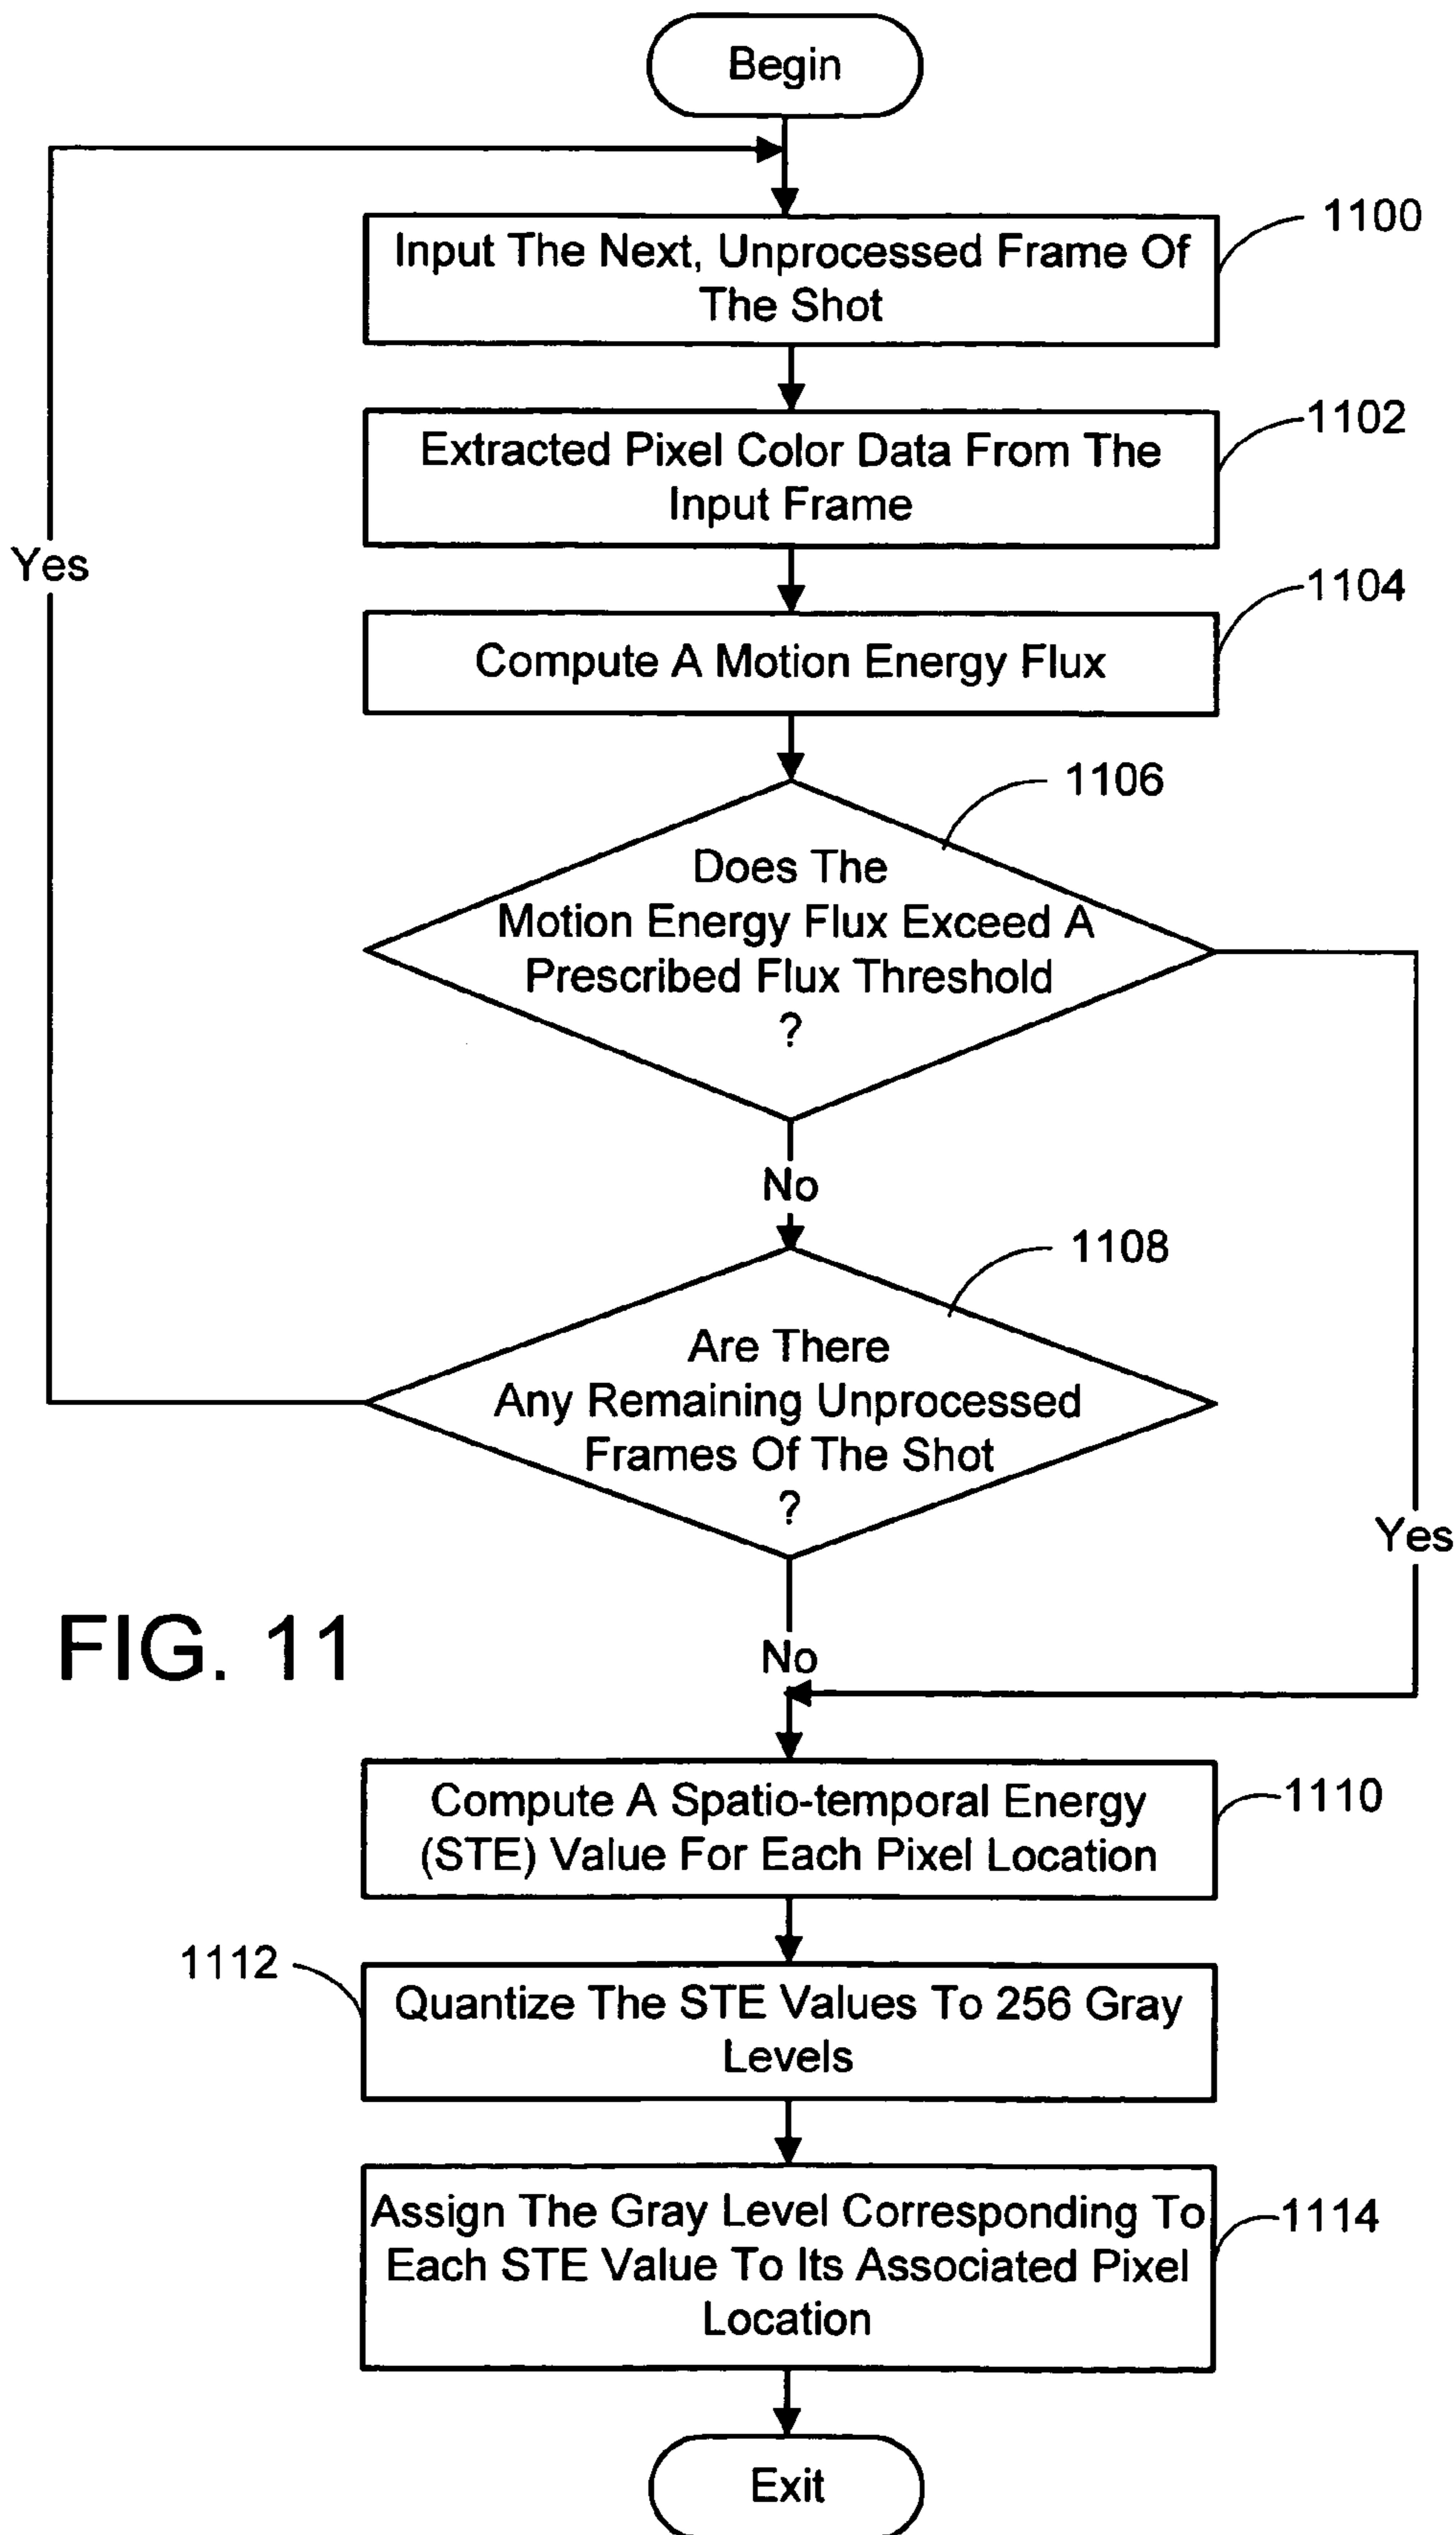 Begin
1100
Input The Next, Unprocessed Frame Of
The Shot
1102
Extracted Pixel Color Data From The
Input Frame
Yes
1104
Compute A Motion Energy Flux
1106
Does The
Motion Energy Flux Exceed A
Prescribed Flux Threshold
?
No
1108
Are There
Any Remaining Unprocessed
Frames Of The Shot
?
Yes
FIG. 11
No
Compute A Spatio-temporal Energy
(STE) Value For Each Pixel Location
1110
1112
Quantize The STE Values To 256 Gray
Levels
Assign The Gray Level Corresponding To
Each STE Value To Its Associated Pixel
Location
1114
Exit